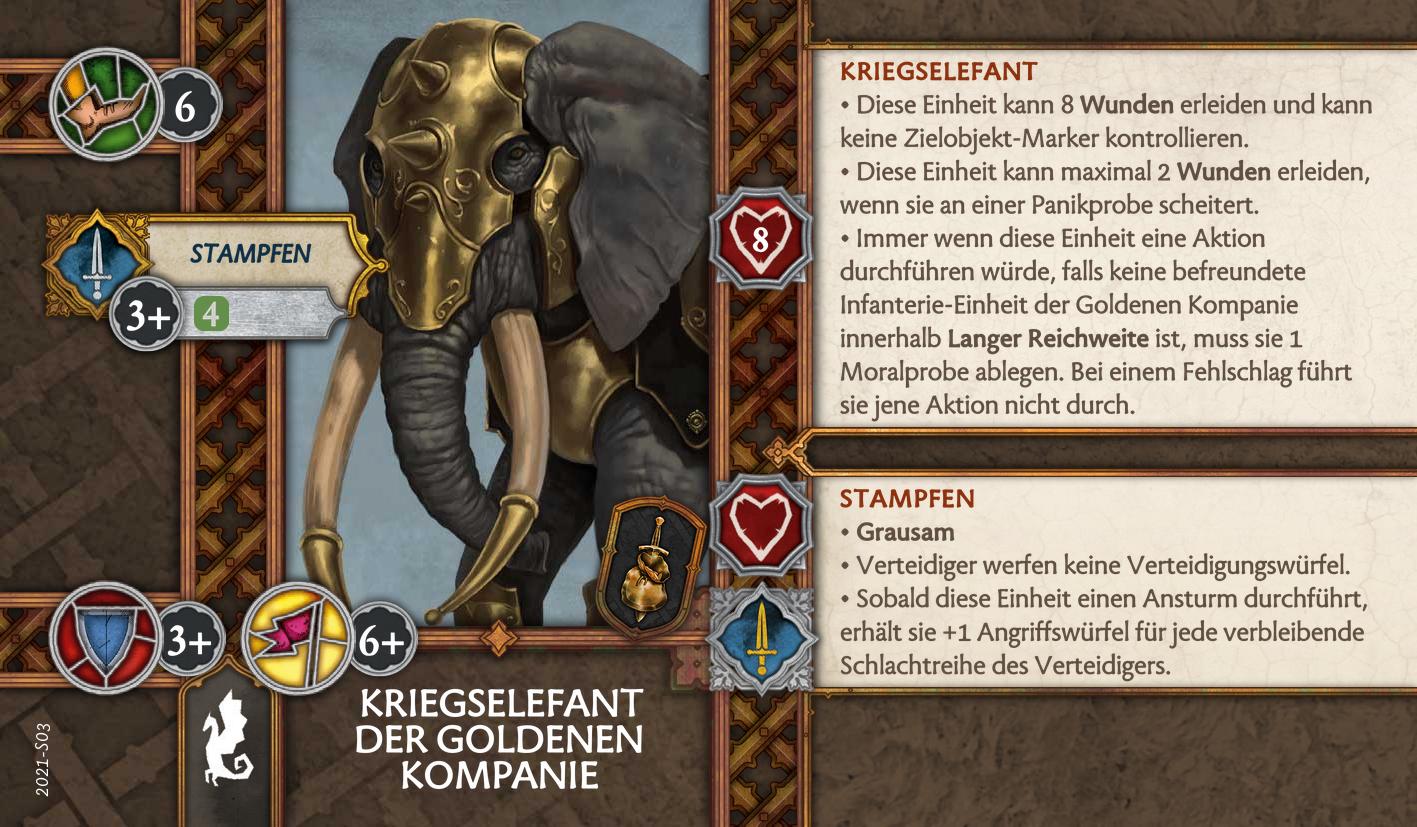 6
STAMPFEN
3+ 4
3+
6+
KRIEGSELEFANT
DER GOLDENEN
KOMPANIE
2021-S03
8
KRIEGSELEFANT
• Diese Einheit kann 8 Wunden erleiden und kann
keine Zielobjekt-Marker kontrollieren.
• Diese Einheit kann maximal 2 Wunden erleiden,
wenn sie an einer Panikprobe scheitert.
• Immer wenn diese Einheit eine Aktion
durchführen würde, falls keine befreundete
Infanterie-Einheit der Goldenen Kompanie
innerhalb Langer Reichweite ist, muss sie 1
Moralprobe ablegen. Bei einem Fehlschlag führt
sie jene Aktion nicht durch.
STAMPFEN
• Grausam
• Verteidiger werfen keine Verteidigungswürfel.
• Sobald diese Einheit einen Ansturm durchführt,
erhält sie +1 Angriffswürfel für jede verbleibende
Schlachtreihe des Verteidigers.